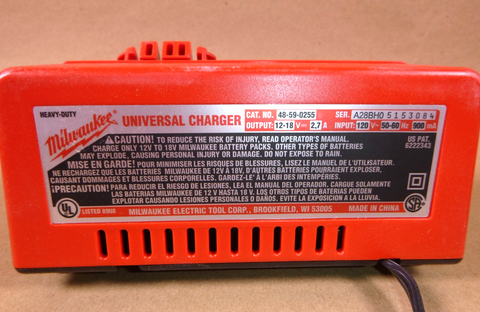 HEAVY-DUTY
Milwaukee
UNIVERSAL CHARGER
CAT. NO. 48-59-0255 SER. A28BH0 5153084
OUTPUT: 12-18 V⎓ 2,7 A INPUT: 120 V~ 50-60 Hz 900 mA
⚠CAUTION! TO REDUCE THE RISK OF INJURY, READ OPERATOR'S MANUAL. US PAT.
CHARGE ONLY 12V TO 18V MILWAUKEE BATTERY PACKS. OTHER TYPES OF BATTERIES 6222343
MAY EXPLODE, CAUSING PERSONAL INJURY OR DAMAGE. DO NOT EXPOSE TO RAIN.
MISE EN GARDE! POUR MINIMISER LES RISQUES DE BLESSURES, LISEZ LE MANUEL DE L'UTILISATEUR.
NE RECHARGE QUE LES BATTERIES MILWAUKEE DE 12V A 18V, D'AUTRES BATTERIES POURRAIENT EXPLOSER,
CAUSANT DOMMAGES ET BLESSURES CORPORELLES. GARDEZ-LE À L'ABRI DES INTEMPÉRIES.
¡PRECAUCIÓN! PARA REDUCIR EL RIESGO DE LESIONES, LEA EL MANUAL DEL OPERADOR. CARGUE SOLAMENTE
LAS BATERIAS MILWAUKEE DE 12 V HASTA 18 V. LOS OTROS TIPOS DE BATERIAS PUEDEN
EXPLOTAR CAUSANDO LESIONES PERSONALES O DAÑOS. EVITE LA EXPOSICIÓN A LA LLUVIA.
UL LISTED 8M98 MILWAUKEE ELECTRIC TOOL CORP., BROOKFIELD, WI 53005 MADE IN CHINA SA